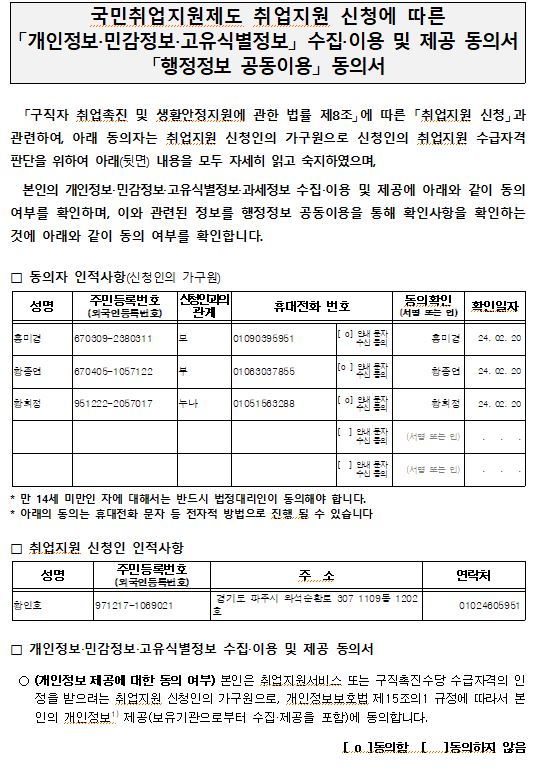 국민취업지원제도 취업지원 신청에 따른
「개인정보·민감정보·고유식별정보」 수집·이용 및 제공 동의서
「행정정보 공동이용」 동의서
「구직자 취업촉진 및 생활안정지원에 관한 법률 제8조」에 따른 「취업지원 신청」과
관련하여, 아래 동의자는 취업지원 신청인의 가구원으로 신청인의 취업지원 수급자격
판단을 위하여 아래(뒷면) 내용을 모두 자세히 읽고 숙지하였으며,
본인의 개인정보·민감정보·고유식별정보·과세정보 수집·이용 및 제공에 아래와 같이 동의
여부를 확인하며, 이와 관련된 정보를 행정정보 공동이용을 통해 확인사항을 확인하는
것에 아래와 같이 동의 여부를 확인합니다.
□ 동의자 인적사항(신청인의 가구원)
성명 주민등록번호 (외국인등록번호) 신청인과의 관계 휴대전화 번호 동의확인 (서명 또는 인) 확인일자
홍미경 670309-2380311 모 01090395951 [ o] 안내 문자 수신 동의 홍미경 24. 02. 20
황종연 670405-1057122 부 01063037855 [o ] 안내 문자 수신 동의 황종연 24. 02. 20
황희정 951222-2057017 누나 01051563288 [ o] 안내 문자 수신 동의 황희정 24. 02. 20
[ ] 안내 문자 수신 동의 (서명 또는 인) . . .
[ ] 안내 문자 수신 동의 (서명 또는 인) . . .
* 만 14세 미만인 자에 대해서는 반드시 법정대리인이 동의해야 합니다.
* 아래의 동의는 휴대전화 문자 등 전자적 방법으로 진행 될 수 있습니다
□ 취업지원 신청인 인적사항
성명 주민등록번호 (외국인등록번호) 주 소 연락처
황인호 971217-1069021 경기도 파주시 와석순환로 307 1109동 1202호 01024605951
□ 개인정보·민감정보·고유식별정보 수집·이용 및 제공 동의서
○ (개인정보 제공에 대한 동의 여부) 본인은 취업지원서비스 또는 구직촉진수당 수급자격의 인
정을 받으려는 취업지원 신청인의 가구원으로, 개인정보보호법 제15조의1 규정에 따라서 본
인의 개인정보1) 제공(보유기관으로부터 수집·제공을 포함)에 동의합니다.
[ o ]동의함 [ ]동의하지 않음